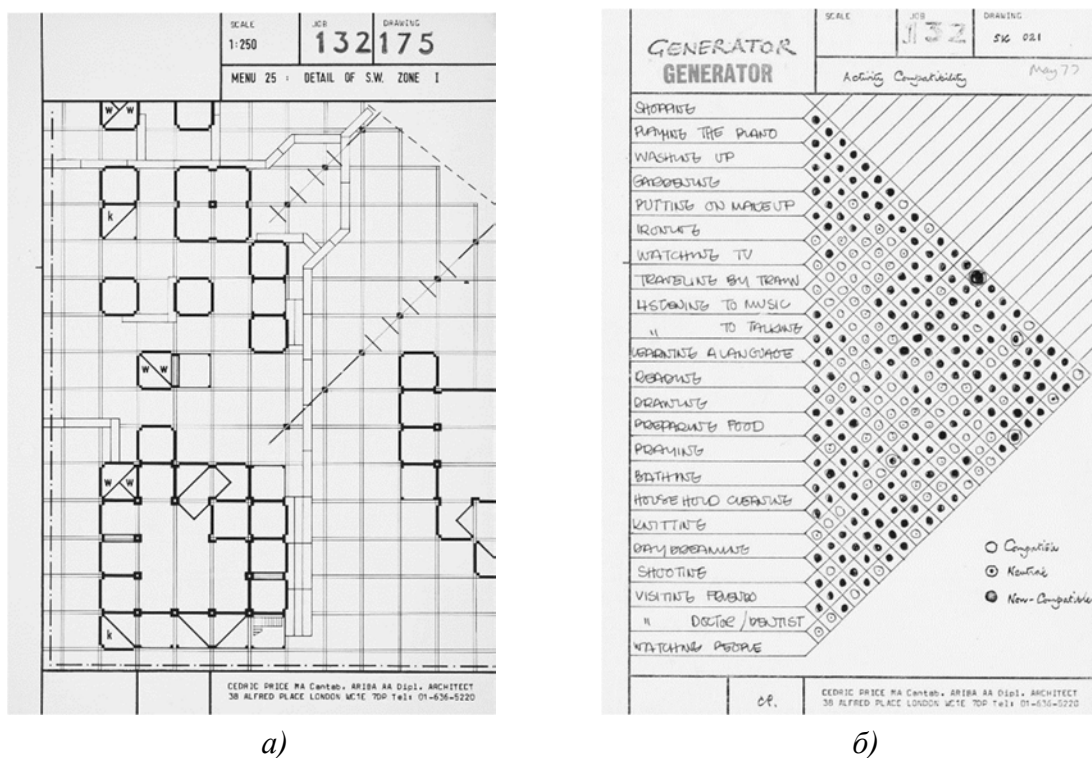 SCALE
1:250
JOB
132
DRAWING
175
MENU 25 : DETAIL OF S.W. ZONE I
w w
k
w w
w w
k
CEDRIC PRICE MA Cantab. ARIBA AA Dipl. ARCHITECT
38 ALFRED PLACE LONDON WC1E 7DP Tel: 01-636-5220
а)
SCALE
JOB
132
DRAWING
SK 021
GENERATOR
GENERATOR
Activity Compatibility
May 77
SHOPPING
PLAYING THE PIANO
WASHING UP
GARDENING
PUTTING ON MAKEUP
IRONING
WATCHING TV
TRAVELING BY TRAIN
LISTENING TO MUSIC
" TO TALKING
LEARNING A LANGUAGE
READING
DRAWING
PREPARING FOOD
PRAYING
BATHING
HOUSEHOLD CLEANING
KNITTING
DAY DREAMING
SHOOTING
VISITING FRIENDS
" DOCTOR/DENTIST
WATCHING PEOPLE
Compatible
Neutral
Non-Compatible
CP.
CEDRIC PRICE MA Cantab. ARIBA AA Dipl. ARCHITECT
38 ALFRED PLACE LONDON WC1E 7DP Tel: 01-636-5220
б)